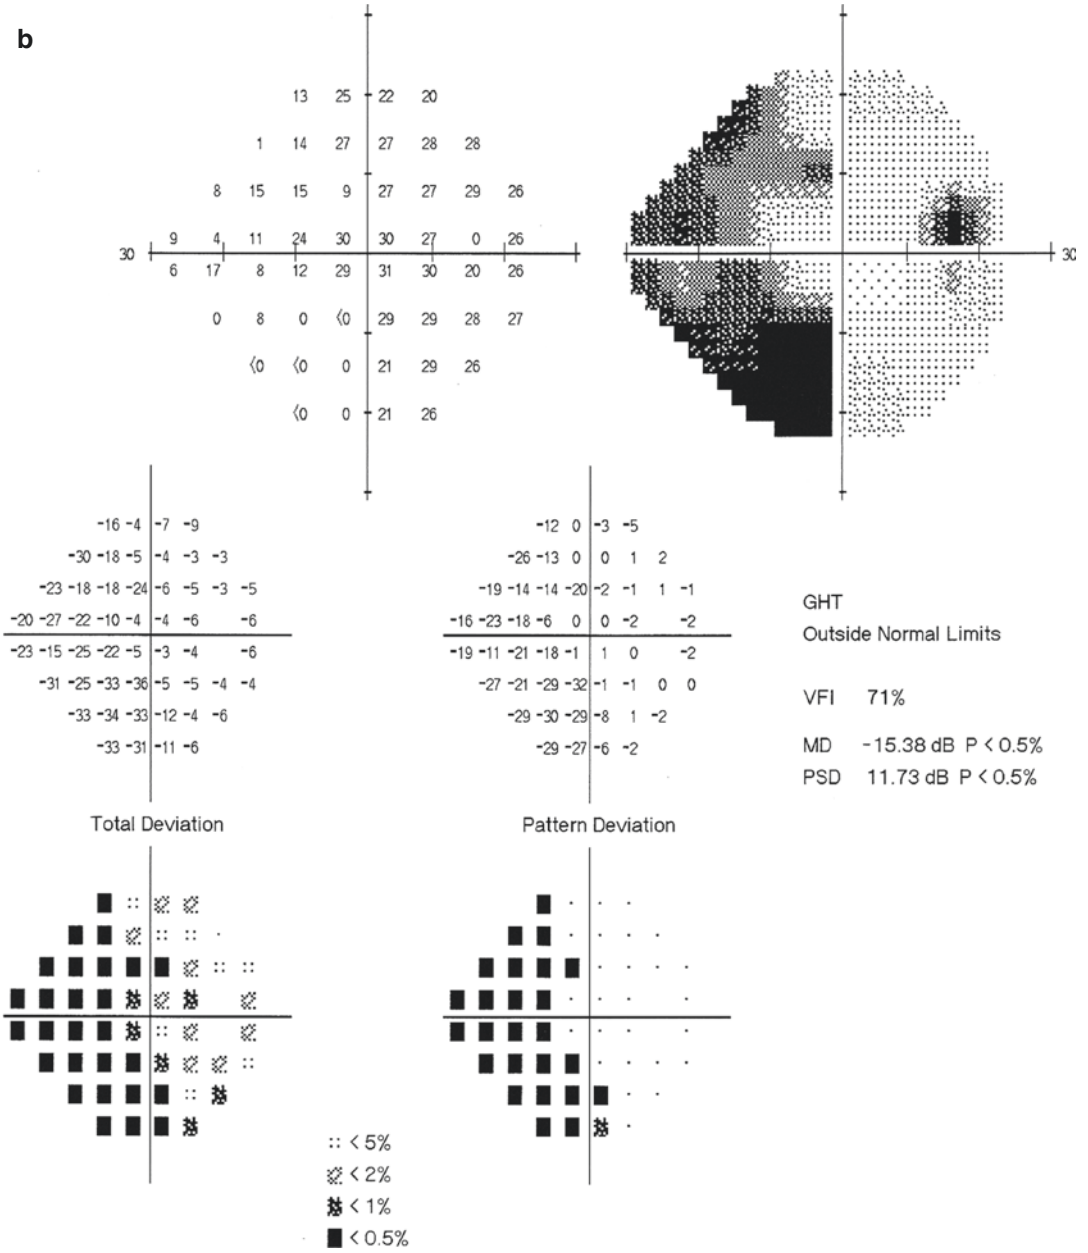 b
13 25 22 20
1 14 27 27 28 28
8 15 15 9 27 27 29 26
9 4 11 24 30 30 27 0 26
30
30
6 17 8 12 29 31 30 20 26
0 8 0 <0 29 29 28 27
<0 <0 0 21 29 26
<0 0 21 26
-16 -4 -7 -9
-30 -18 -5 -4 -3 -3
-23 -18 -18 -24 -6 -5 -3 -5
-20 -27 -22 -10 -4 -4 -6 -6
-23 -15 -25 -22 -5 -3 -4 -6
-31 -25 -33 -36 -5 -5 -4 -4
-33 -34 -33 -12 -4 -6
-33 -31 -11 -6
Total Deviation
-12 0 -3 -5
-26 -13 0 0 1 2
-19 -14 -14 -20 -2 -1 1 -1
-16 -23 -18 -6 0 0 -2 -2
-19 -11 -21 -18 -1 1 0 -2
-27 -21 -29 -32 -1 -1 0 0
-29 -30 -29 -8 1 -2
-29 -27 -6 -2
Pattern Deviation
GHT
Outside Normal Limits
VFI 71%
MD -15.38 dB P < 0.5%
PSD 11.73 dB P < 0.5%
< 5%
< 2%
< 1%
< 0.5%